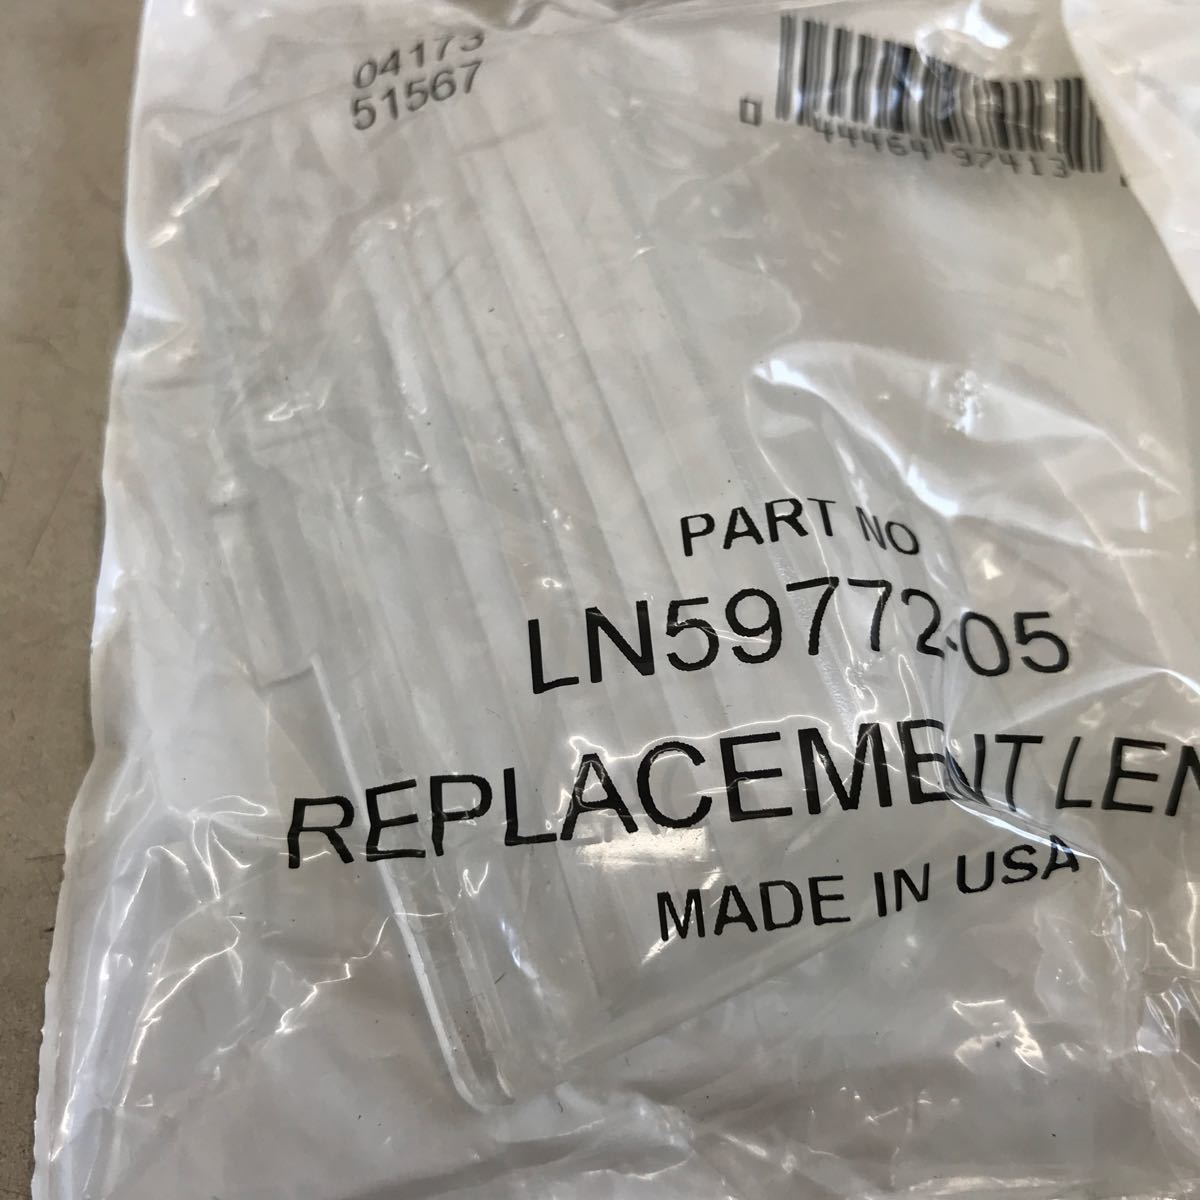 04173
51567
0 44464 97413
PART NO
LN59772-05
REPLACEMENT LEN
MADE IN USA